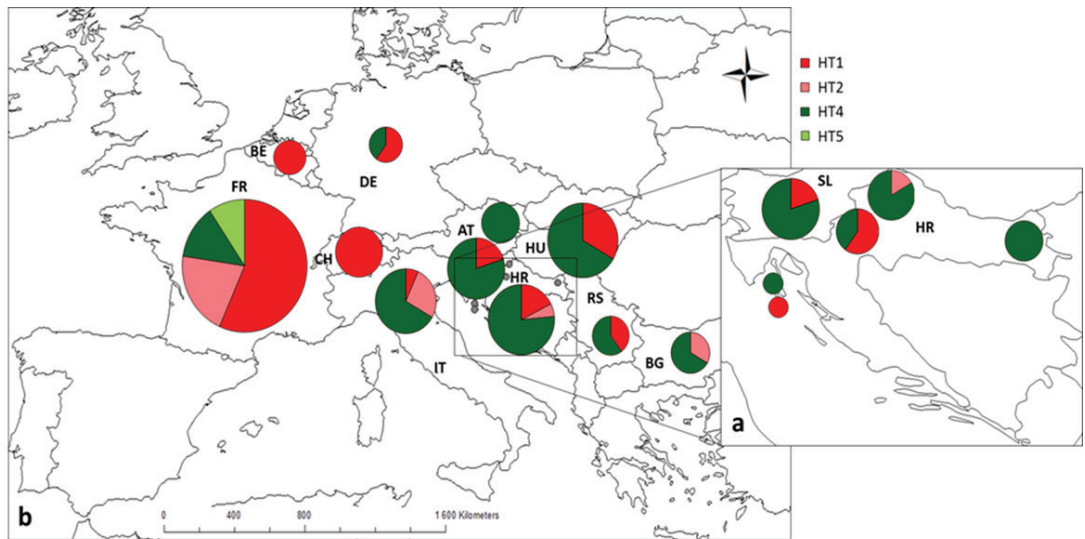 HT1
HT2
HT4
HT5
BE
DE
FR
CH
AT
HU
HR
IT
RS
BG
SL
HR
a
b
0 400 800 1 600 Kilometers